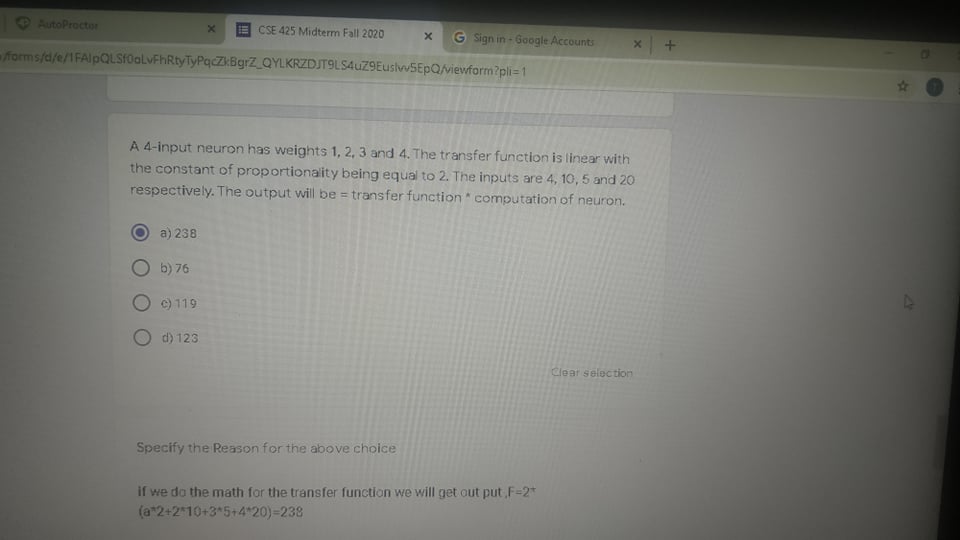 AutoProctor
CSE 425 Midterm Fall 2020
Sign in - Google Accounts
/forms/d/e/1FAIpQLSf0oLvFhRtyTyPqcZkBgrZ_QYLKRZDJT9LS4uZ9Euslvv5EpQ/viewform?pli=1
A 4-input neuron has weights 1, 2, 3 and 4. The transfer function is linear with
the constant of proportionality being equal to 2. The inputs are 4, 10, 5 and 20
respectively. The output will be = transfer function * computation of neuron.
a) 238
b) 76
c) 119
d) 123
Clear selection
Specify the Reason for the above choice
if we do the math for the transfer function we will get out put ,F=2*
(a*2+2*10+3*5+4*20)=238